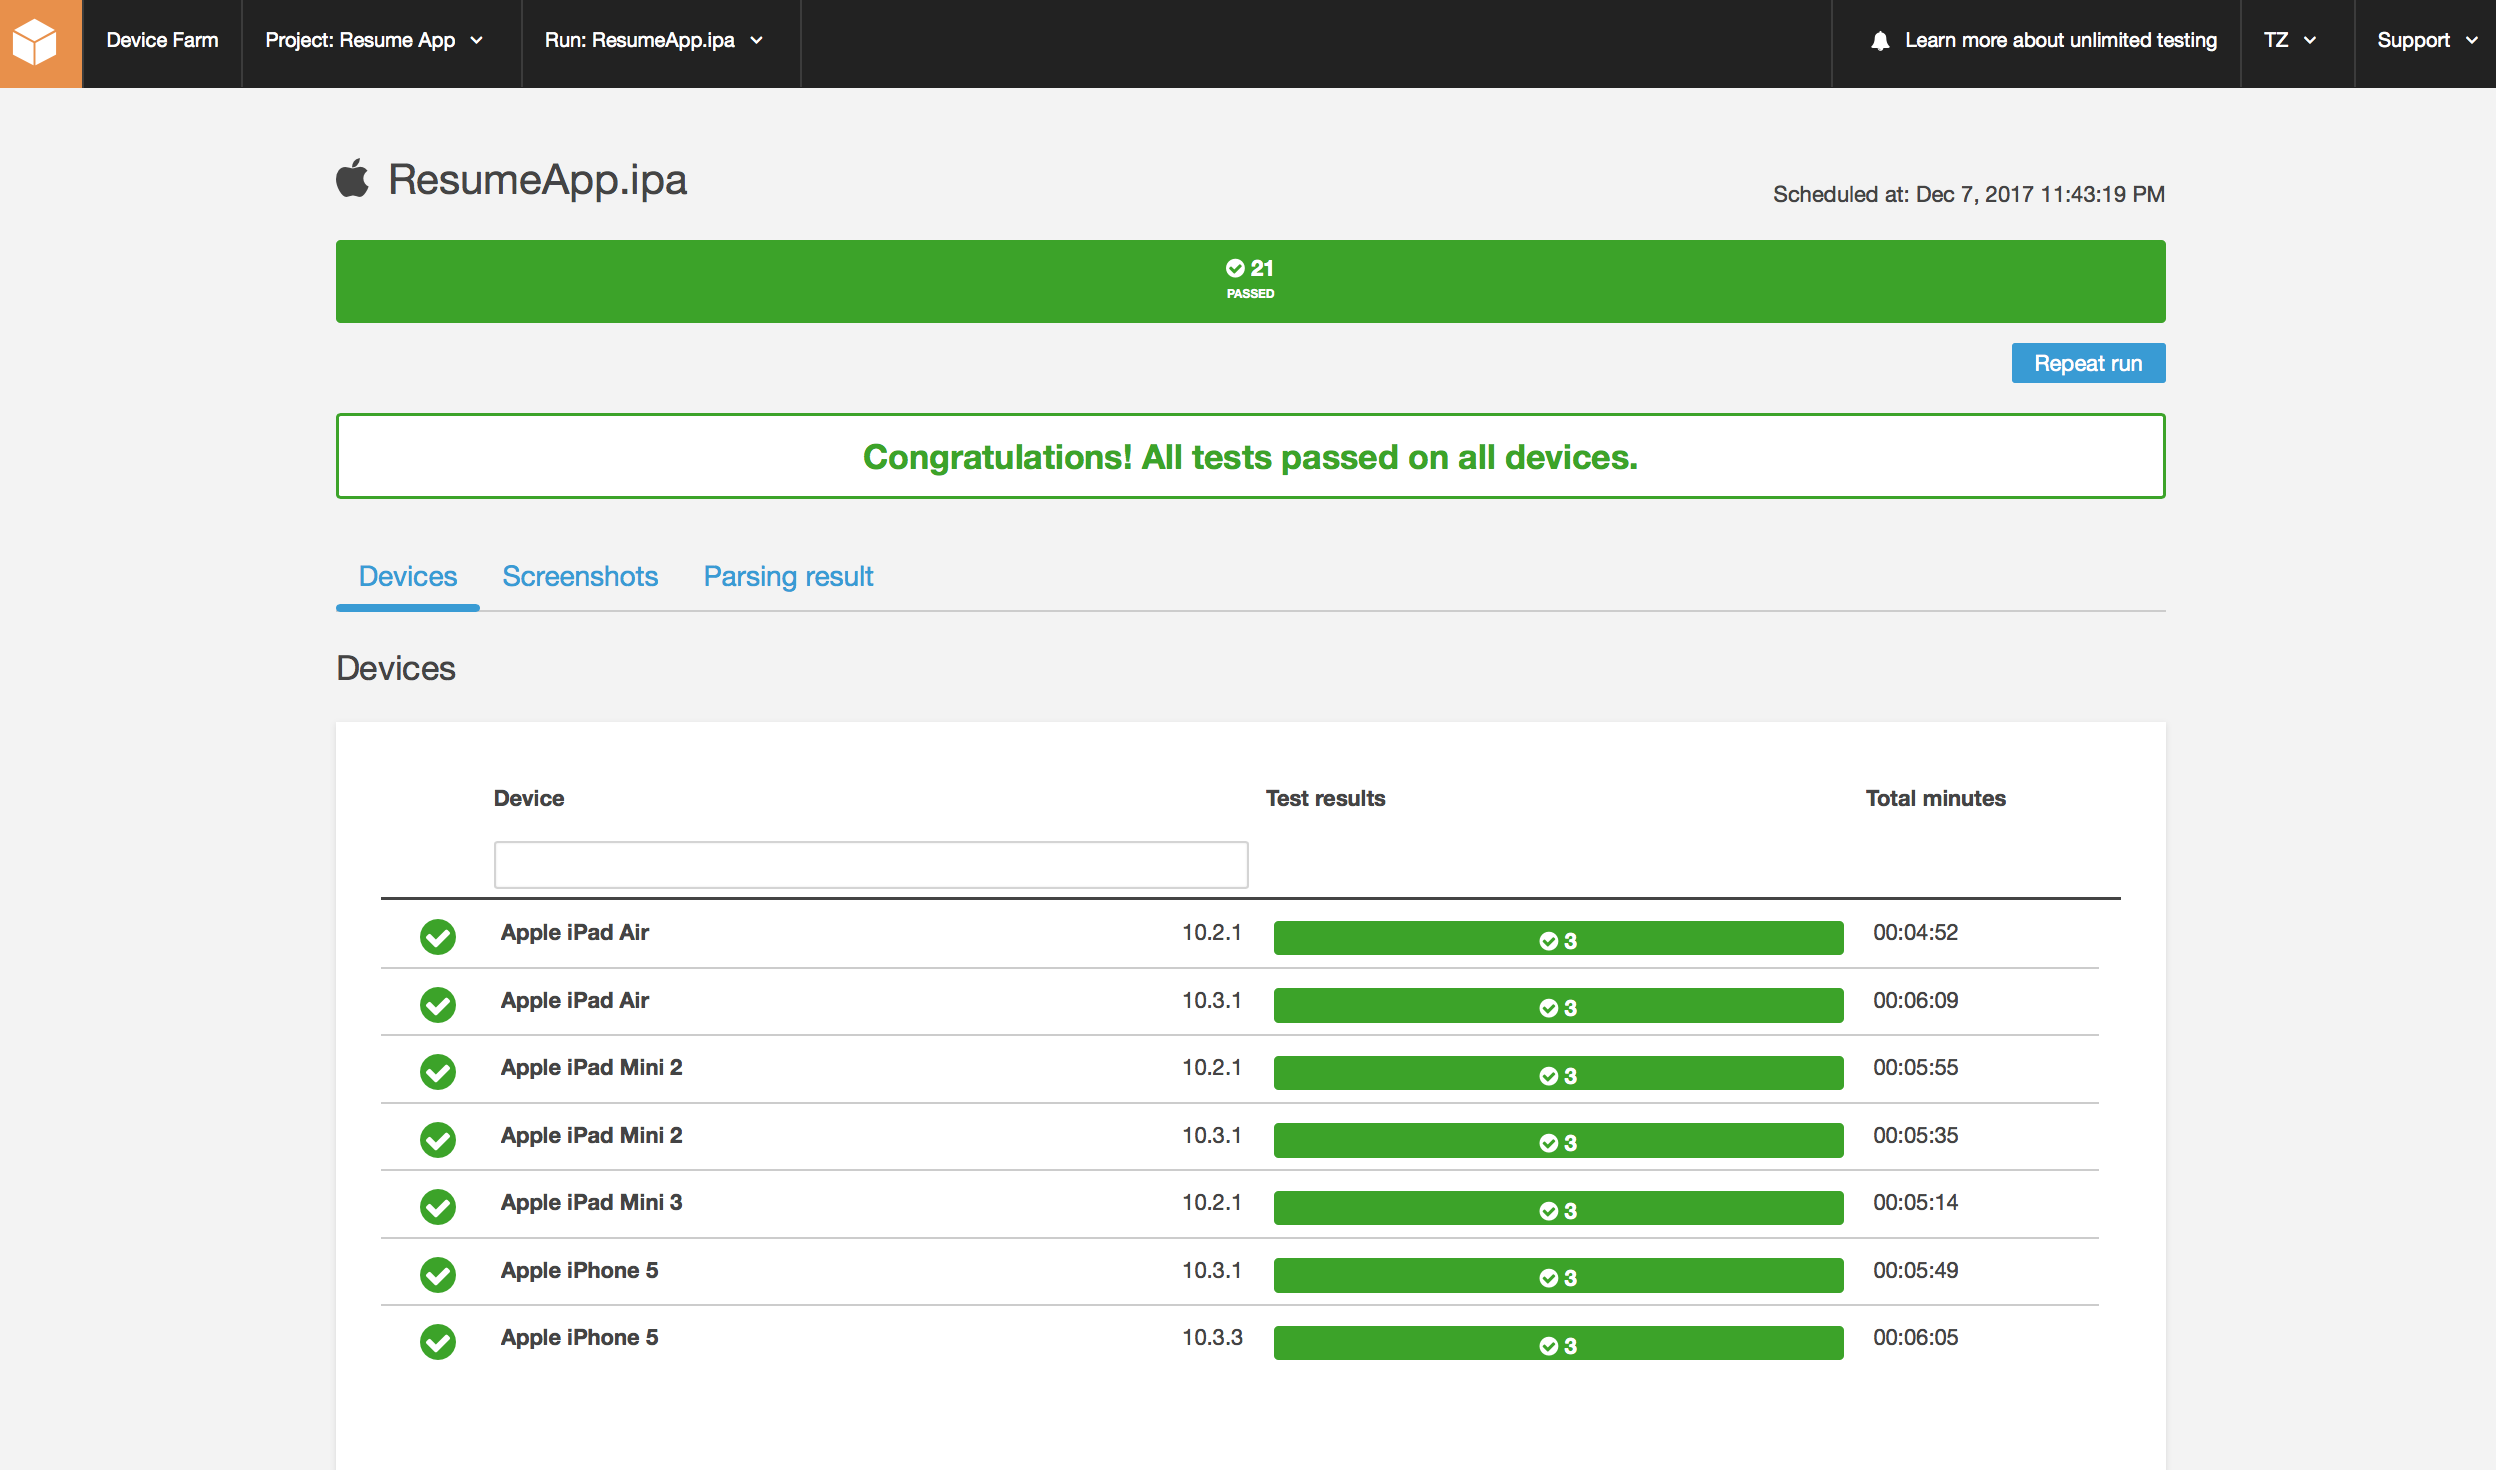 Device Farm Project: Resume App Run: ResumeApp.ipa Learn more about unlimited testing TZ Support
ResumeApp.ipa
Scheduled at: Dec 7, 2017 11:43:19 PM
21
PASSED
Repeat run
Congratulations! All tests passed on all devices.
Devices Screenshots Parsing result
Devices
Device Test results Total minutes
Apple iPad Air 10.2.1 3 00:04:52
Apple iPad Air 10.3.1 3 00:06:09
Apple iPad Mini 2 10.2.1 3 00:05:55
Apple iPad Mini 2 10.3.1 3 00:05:35
Apple iPad Mini 3 10.2.1 3 00:05:14
Apple iPhone 5 10.3.1 3 00:05:49
Apple iPhone 5 10.3.3 3 00:06:05